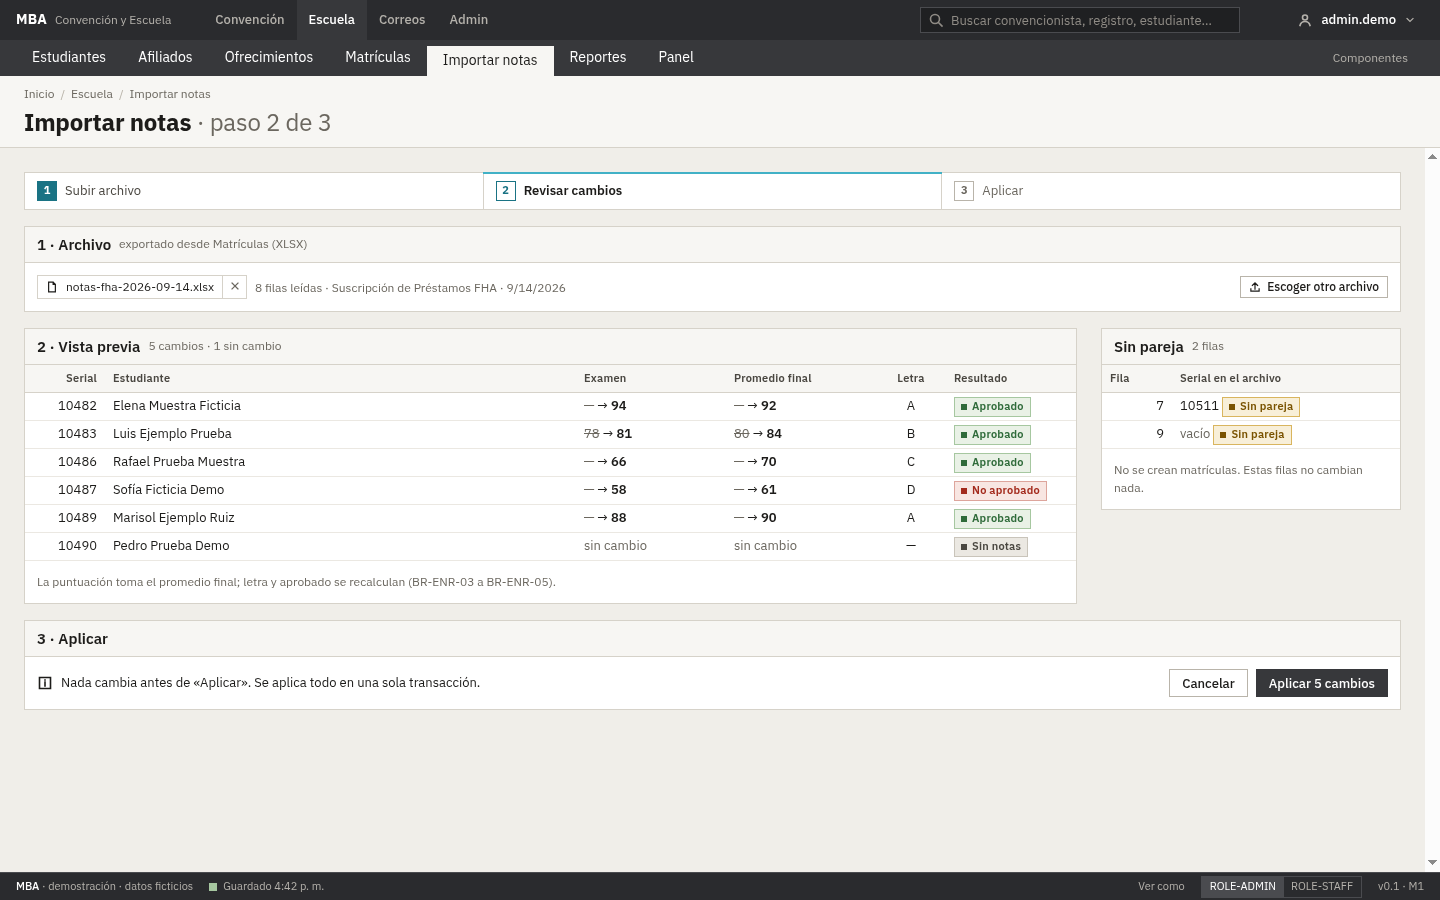 MBA Convención y Escuela Convención Escuela Correos Admin Buscar convencionista, registro, estudiante... admin.demo
Estudiantes Afiliados Ofrecimientos Matrículas Importar notas Reportes Panel Componentes
Inicio / Escuela / Importar notas
Importar notas · paso 2 de 3
1 Subir archivo 2 Revisar cambios 3 Aplicar
1 · Archivo exportado desde Matrículas (XLSX)
notas-fha-2026-09-14.xlsx × 8 filas leídas · Suscripción de Préstamos FHA · 9/14/2026 Escoger otro archivo
2 · Vista previa 5 cambios · 1 sin cambio
Serial Estudiante Examen Promedio final Letra Resultado
10482 Elena Muestra Ficticia — → 94 — → 92 A Aprobado
10483 Luis Ejemplo Prueba 78 → 81 80 → 84 B Aprobado
10486 Rafael Prueba Muestra — → 66 — → 70 C Aprobado
10487 Sofía Ficticia Demo — → 58 — → 61 D No aprobado
10489 Marisol Ejemplo Ruiz — → 88 — → 90 A Aprobado
10490 Pedro Prueba Demo sin cambio sin cambio — Sin notas
La puntuación toma el promedio final; letra y aprobado se recalculan (BR-ENR-03 a BR-ENR-05).
Sin pareja 2 filas
Fila Serial en el archivo
7 10511 Sin pareja
9 vacío Sin pareja
No se crean matrículas. Estas filas no cambian
nada.
3 · Aplicar
Nada cambia antes de «Aplicar». Se aplica todo en una sola transacción. Cancelar Aplicar 5 cambios
MBA · demostración · datos ficticios Guardado 4:42 p. m. Ver como ROLE-ADMIN ROLE-STAFF v0.1 · M1